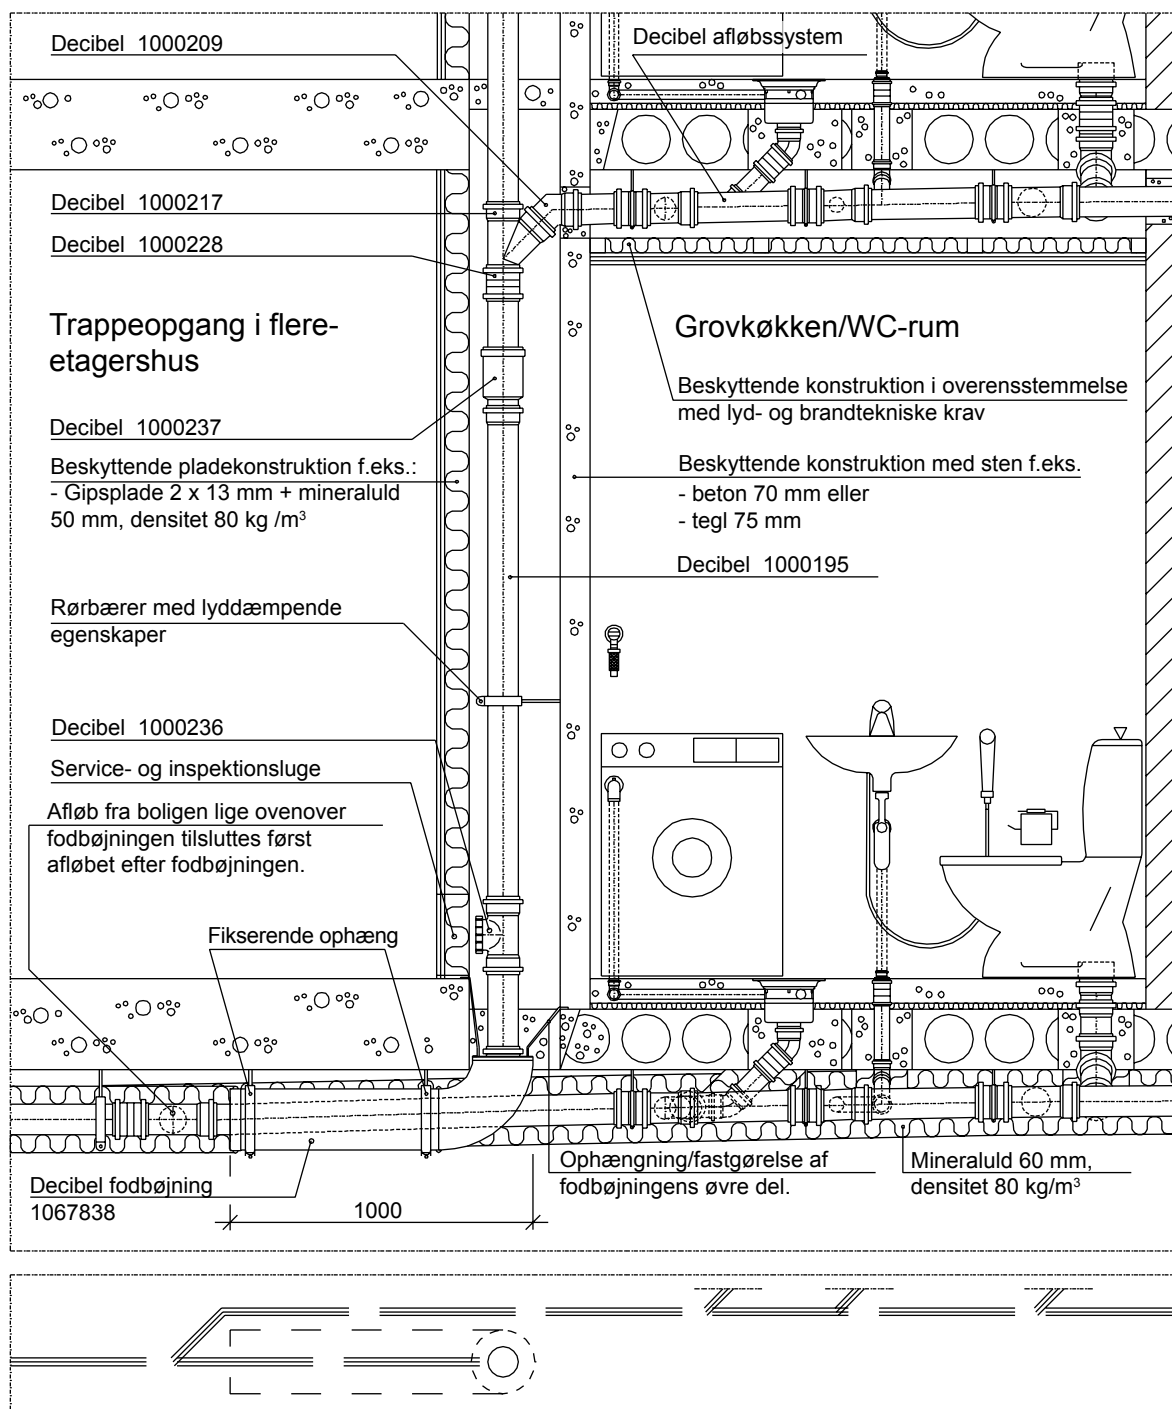 Decibel 1000209
Decibel afløbssystem
Decibel 1000217
Decibel 1000228
Trappeopgang i flere-
etagershus
Grovkøkken/WC-rum
Beskyttende konstruktion i overensstemmelse
med lyd- og brandtekniske krav
Decibel 1000237
Beskyttende pladekonstruktion f.eks.:
- Gipsplade 2 x 13 mm + mineraluld
50 mm, densitet 80 kg /m³
Beskyttende konstruktion med sten f.eks.
- beton 70 mm eller
- tegl 75 mm
Decibel 1000195
Rørbærer med lyddæmpende
egenskaper
Decibel 1000236
Service- og inspektionsluge
Afløb fra boligen lige ovenover
fodbøjningen tilsluttes først
afløbet efter fodbøjningen.
Fikserende ophæng
Decibel fodbøjning
1067838
1000
Ophængning/fastgørelse af
fodbøjningens øvre del.
Mineraluld 60 mm,
densitet 80 kg/m³